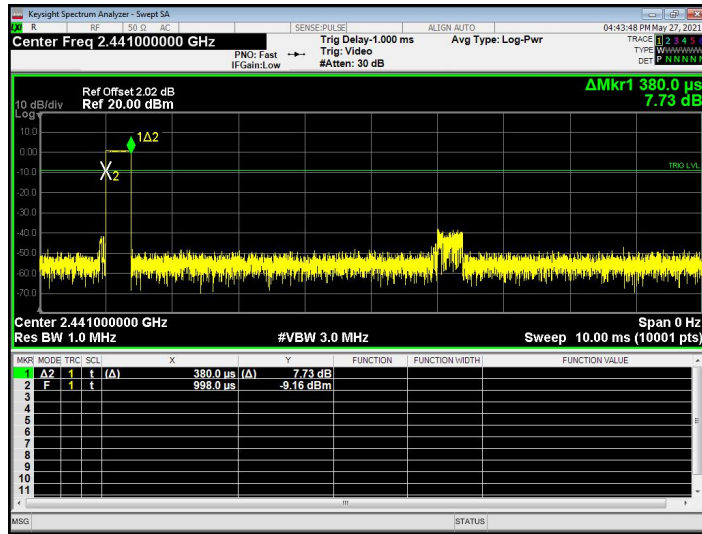 Keysight Spectrum Analyzer - Swept SA
R RF 50 Ω AC SENSE:PULSE ALIGN AUTO 04:43:48 PM May 27, 2021
Center Freq 2.441000000 GHz
PNO: Fast
IFGain:Low
Trig Delay-1.000 ms
Trig: Video
#Atten: 30 dB
Avg Type: Log-Pwr
TRACE 1 2 3 4 5
TYPE
DET P N N N N
Ref Offset 2.02 dB
Ref 20.00 dBm
10 dB/div
Log
ΔMkr1 380.0 µs
7.73 dB
10.0
0.00
-10.0
-20.0
-30.0
-40.0
-50.0
-60.0
-70.0
1Δ2
X2
TRIG LVL
Center 2.441000000 GHz Span 0 Hz
Res BW 1.0 MHz #VBW 3.0 MHz Sweep 10.00 ms (10001 pts)
MKR MODE TRC SCL X Y FUNCTION FUNCTION WIDTH FUNCTION VALUE
1 Δ2 1 t (Δ) 380.0 µs (Δ) 7.73 dB
2 F 1 t 998.0 µs -9.16 dBm
3
4
5
6
7
8
9
10
11
MSG STATUS